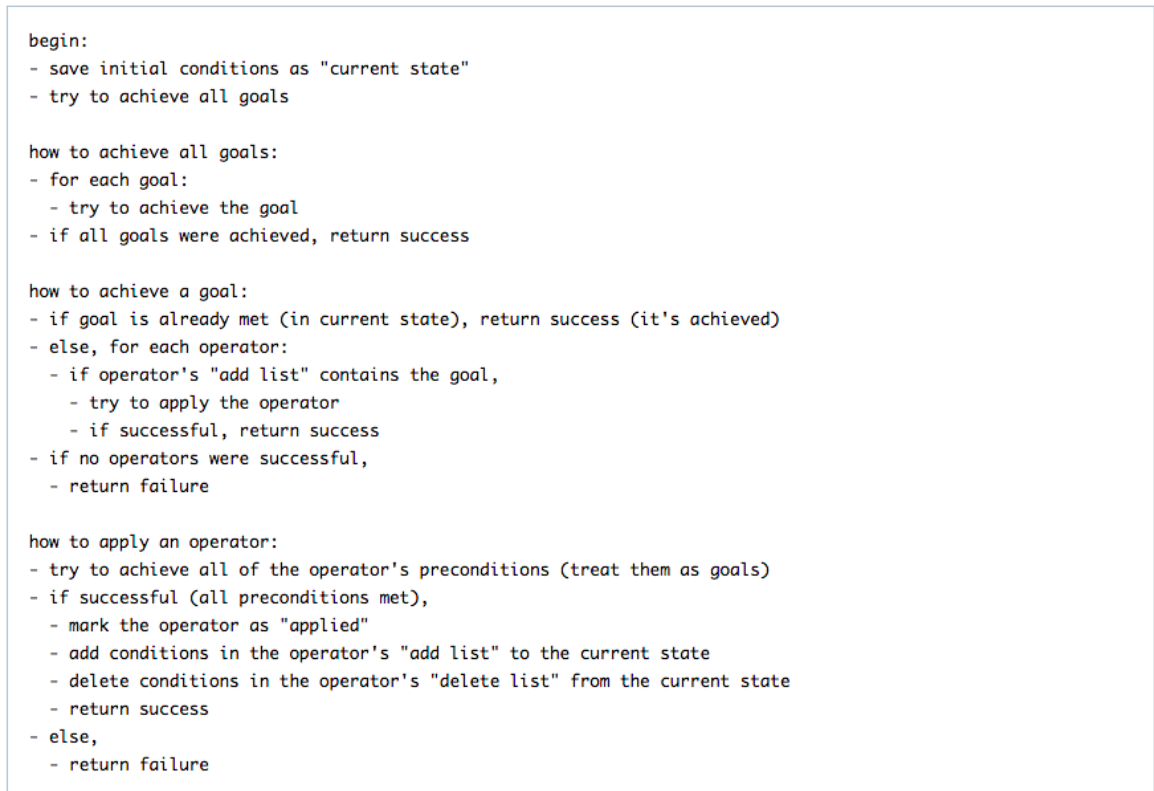 begin:
- save initial conditions as "current state"
- try to achieve all goals
how to achieve all goals:
- for each goal:
- try to achieve the goal
- if all goals were achieved, return success
how to achieve a goal:
- if goal is already met (in current state), return success (it's achieved)
- else, for each operator:
- if operator's "add list" contains the goal,
- try to apply the operator
- if successful, return success
- if no operators were successful,
- return failure
how to apply an operator:
- try to achieve all of the operator's preconditions (treat them as goals)
- if successful (all preconditions met),
- mark the operator as "applied"
- add conditions in the operator's "add list" to the current state
- delete conditions in the operator's "delete list" from the current state
- return success
- else,
- return failure